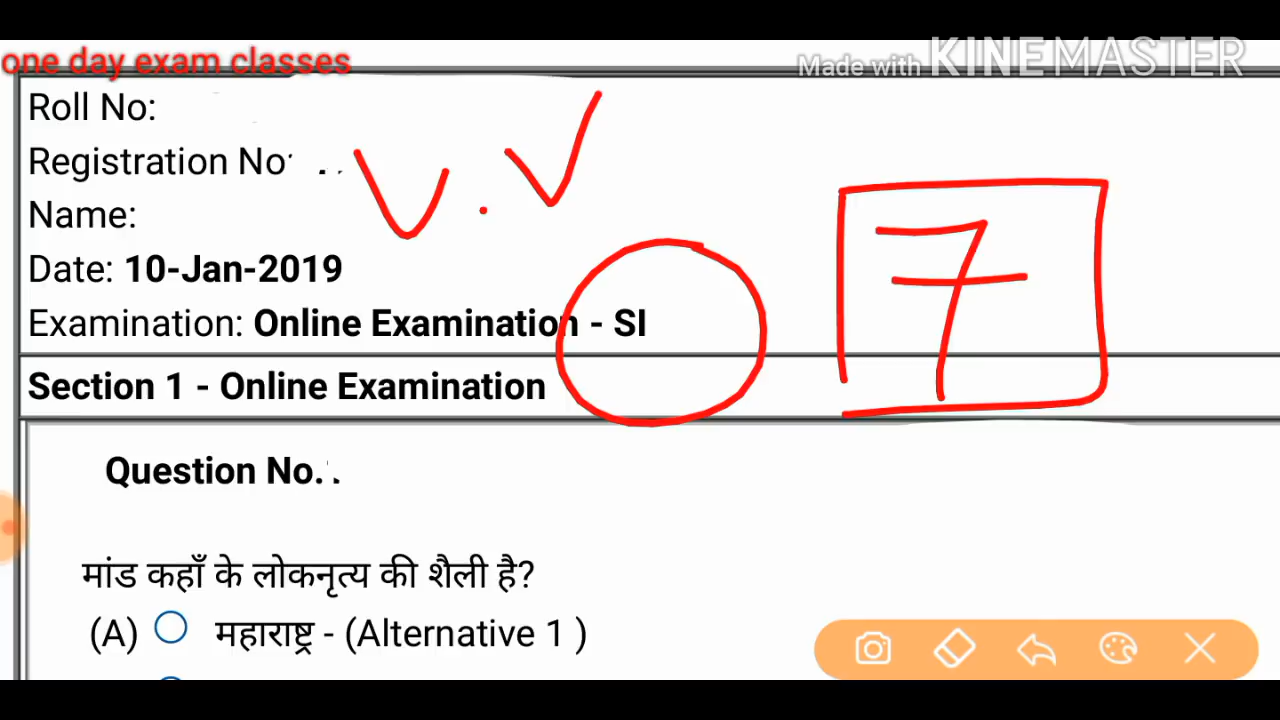 one day exam classes
Made with KINEMASTER
Roll No:
Registration No
Name:
Date: 10-Jan-2019
Examination: Online Examination - SI
V.V
7
Section 1 - Online Examination
Question No.
मांड कहाँ के लोकनृत्य की शैली है?
(A) महाराष्ट्र - (Alternative 1 )